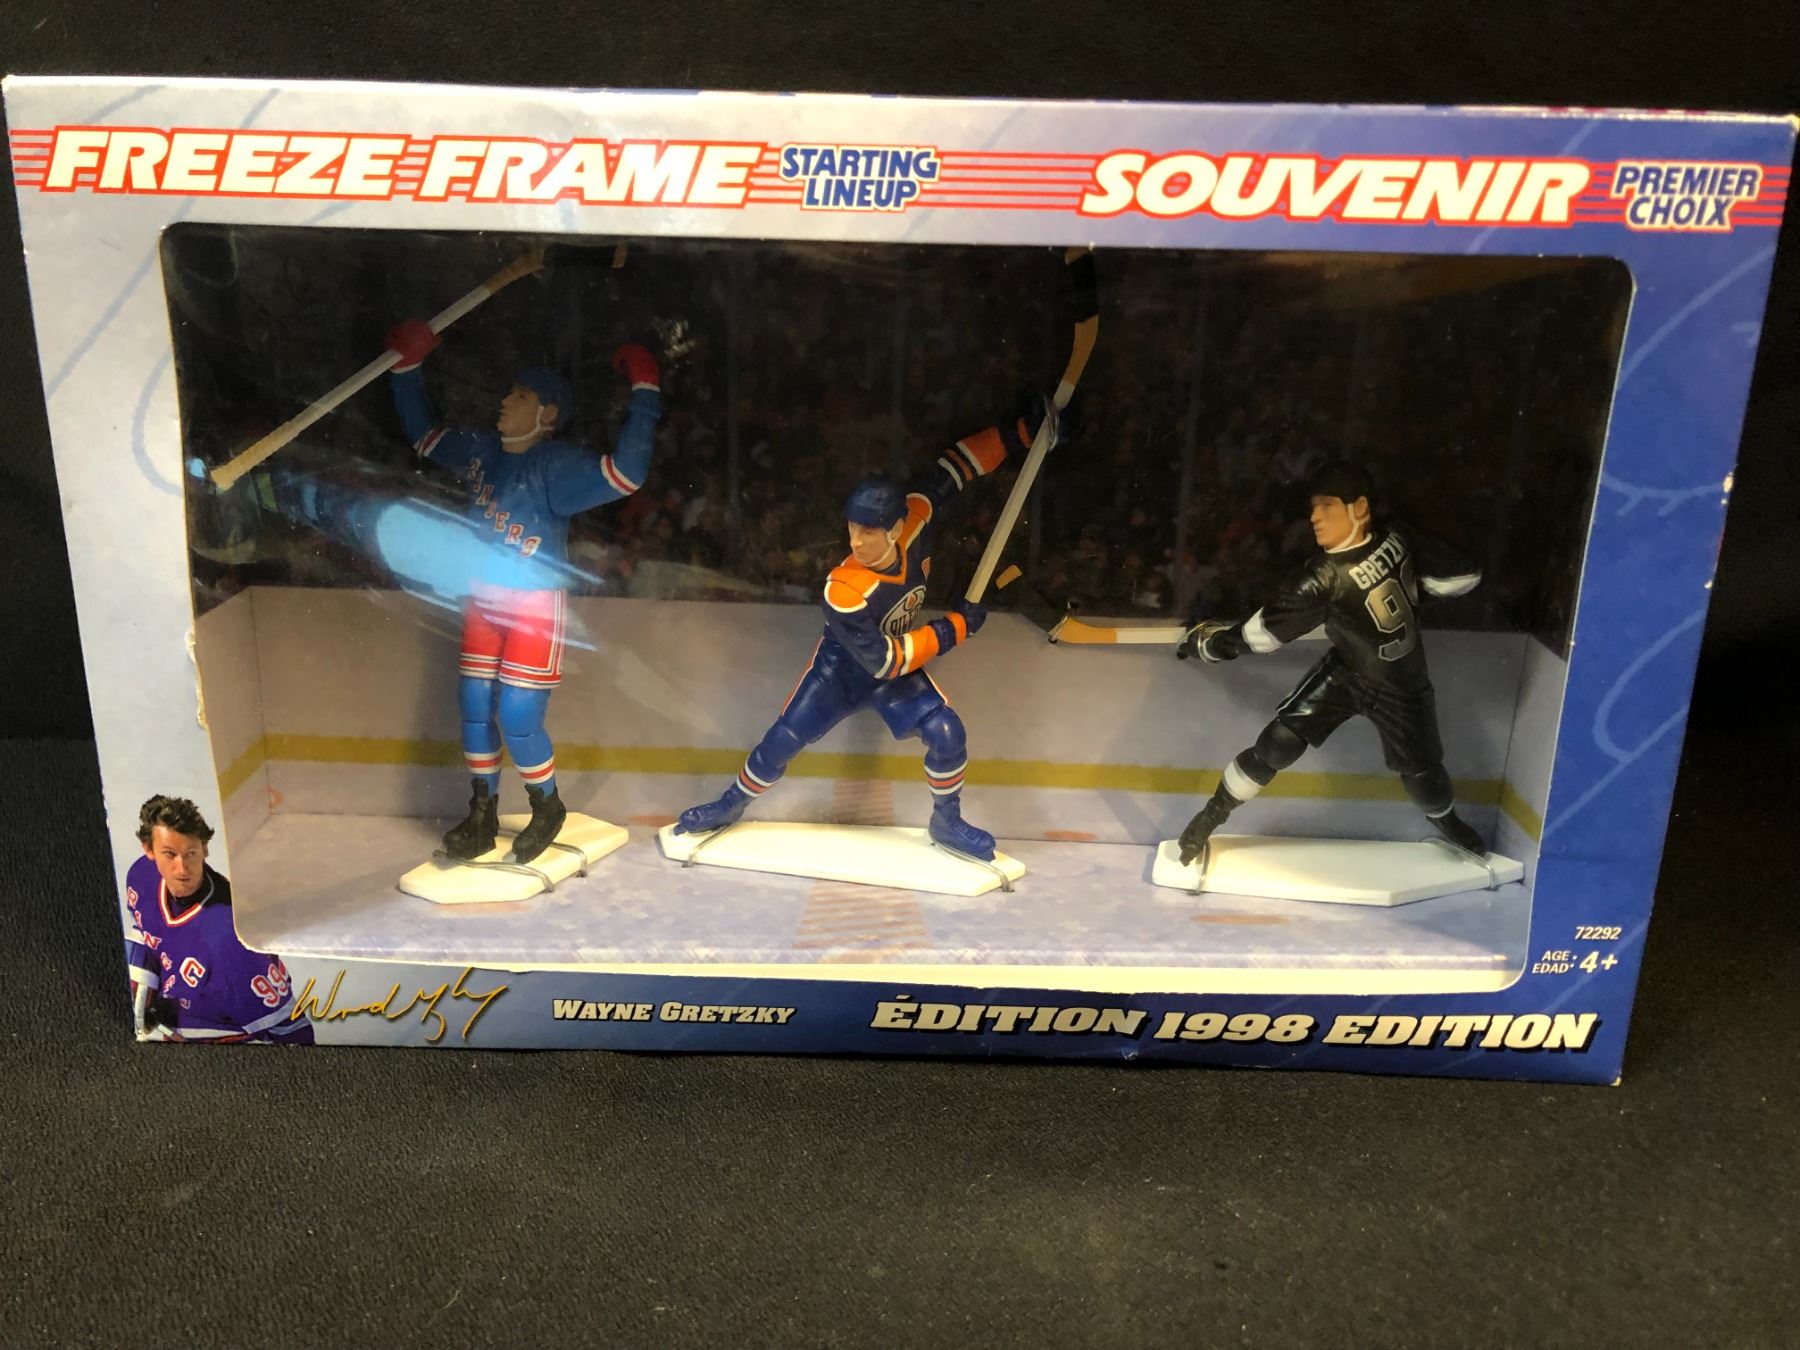 FREEZE FRAME STARTING LINEUP SOUVENIR PREMIER CHOIX
RANGERS
GRETZKY
9
C
99
72292
AGE • 4+
EDAD •
WAYNE GRETZKY
ÉDITION 1998 EDITION